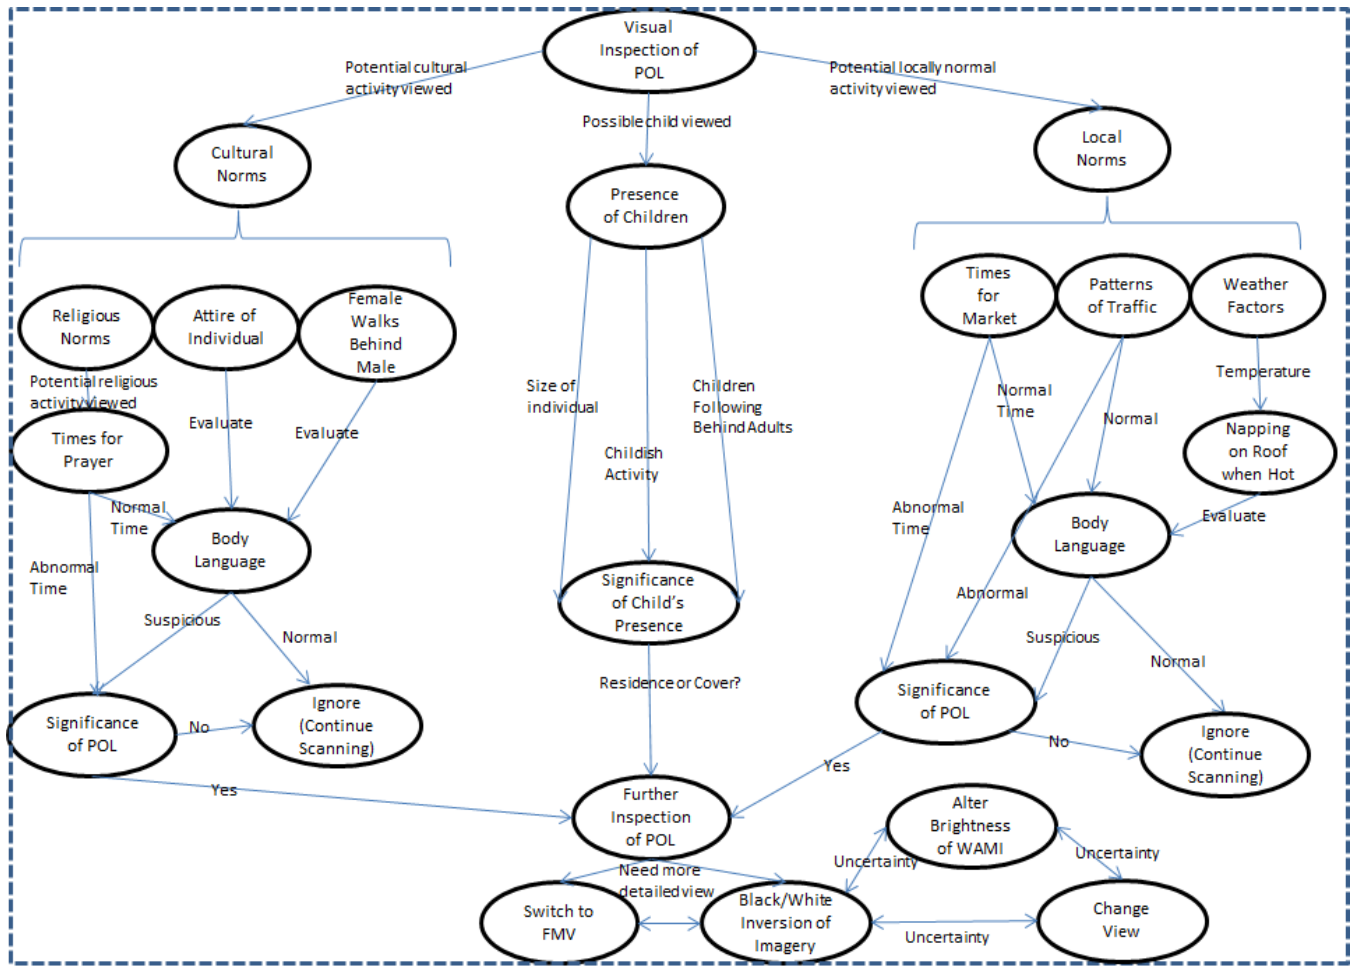 Visual
Inspection of
POL
Potential cultural
activity viewed
Potential locally normal
activity viewed
Possible child viewed
Cultural
Norms
Presence
of Children
Local
Norms
Religious
Norms
Attire of
Individual
Female
Walks
Behind
Male
Times
for
Market
Patterns
of Traffic
Weather
Factors
Potential religious
activity viewed
Evaluate
Evaluate
Size of
individual
Childish
Activity
Children
Following
Behind Adults
Normal
Time
Normal
Temperature
Times for
Prayer
Napping
on Roof
when Hot
Normal
Time
Abnomal
Time
Body
Language
Abnormal
Time
Body
Language
Evaluate
Suspicious
Normal
Significance
of Child's
Presence
Abnormal
Suspicious
Normal
Residence or Cover?
Significance
of POL
No
Ignore
(Continue
Scanning)
Significance
of POL
No
Ignore
(Continue
Scanning)
Yes
Yes
Further
Inspection
of POL
Alter
Brightness
of WAMI
Need more
detailed view
Uncertainty
Uncertainty
Switch to
FMV
Black/White
Inversion of
Imagery
Uncertainty
Change
View